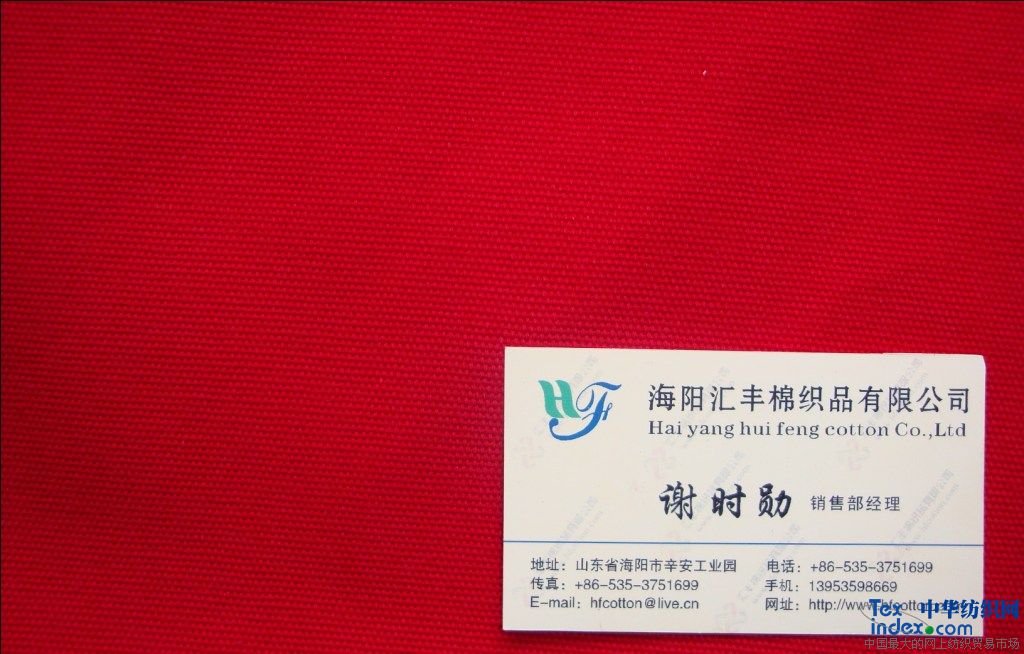 HF
海阳汇丰棉织品有限公司
Hai yang hui feng cotton Co.,Ltd
谢时勋 销售部经理
地址：山东省海阳市辛安工业园 电话：+86-535-3751699
传真：+86-535-3751699 手机：13953598669
E-mail：hfcotton@live.cn 网址：
Tex 中华纺织网
index.com
中国最大的网上纺织贸易市场